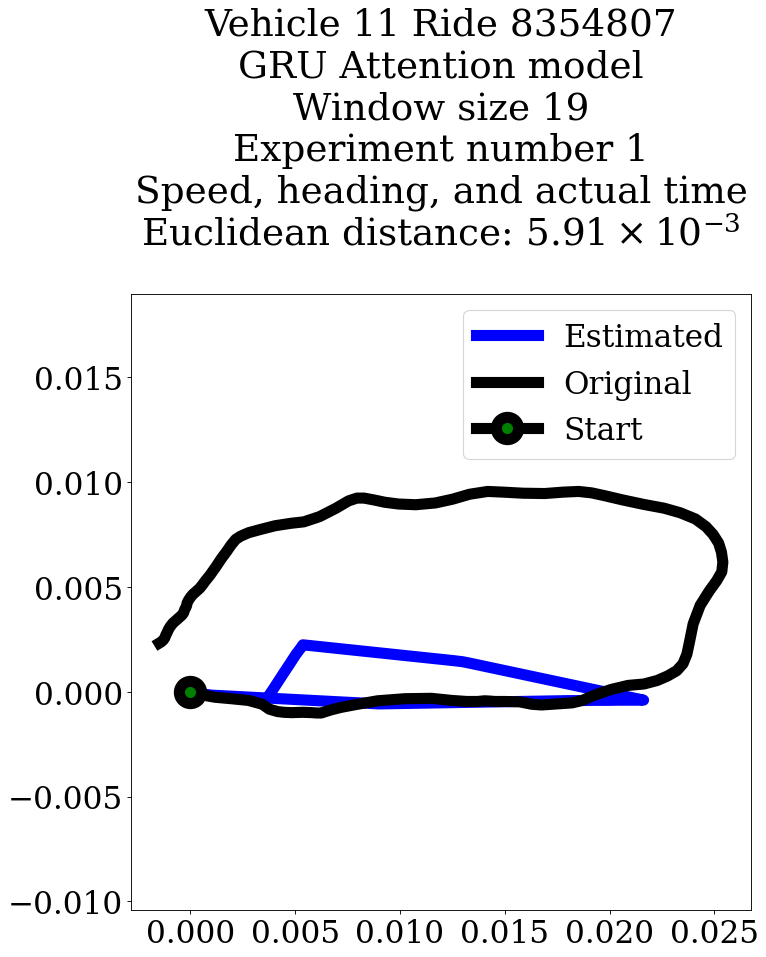 Vehicle 11 Ride 8354807
GRU Attention model
Window size 19
Experiment number 1
Speed, heading, and actual time
Euclidean distance: 5.91 × 10⁻³
Estimated
Original
Start
0.015
0.010
0.005
0.000
−0.005
−0.010
0.000 0.005 0.010 0.015 0.020 0.025